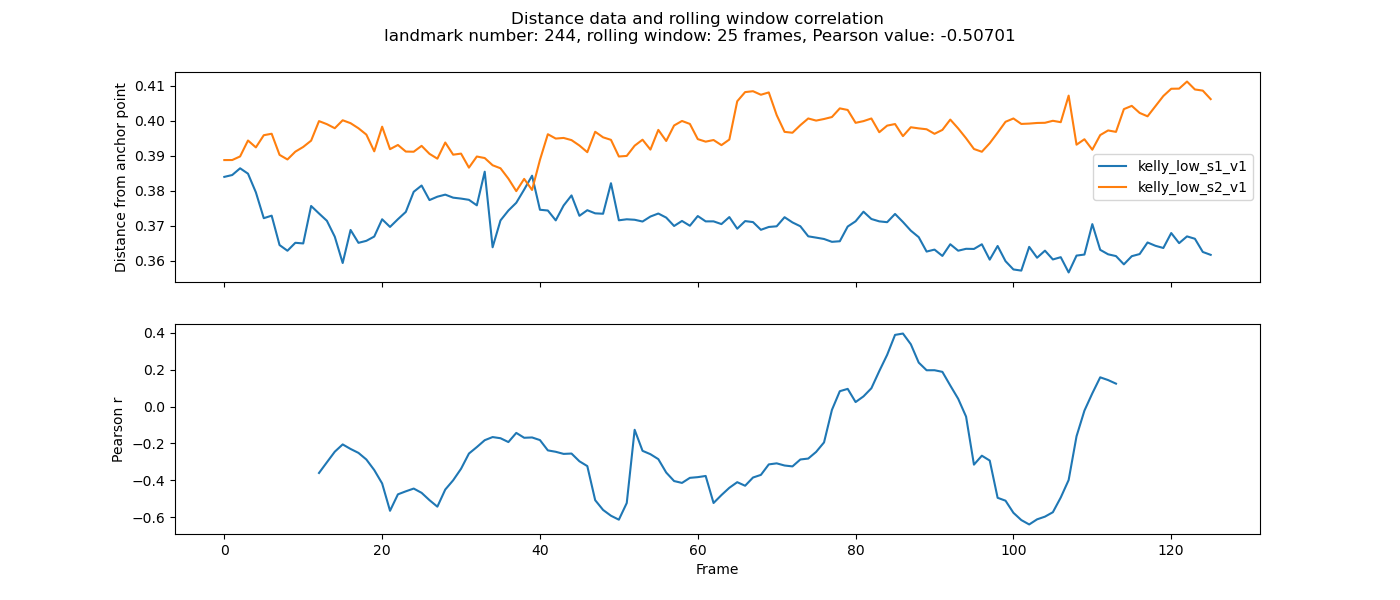 Distance data and rolling window correlation
landmark number: 244, rolling window: 25 frames, Pearson value: -0.50701
Distance from anchor point
0.41
0.40
0.39
0.38
0.37
0.36
kelly_low_s1_v1
kelly_low_s2_v1
Pearson r
0.4
0.2
0.0
−0.2
−0.4
−0.6
0 20 40 60 80 100 120
Frame